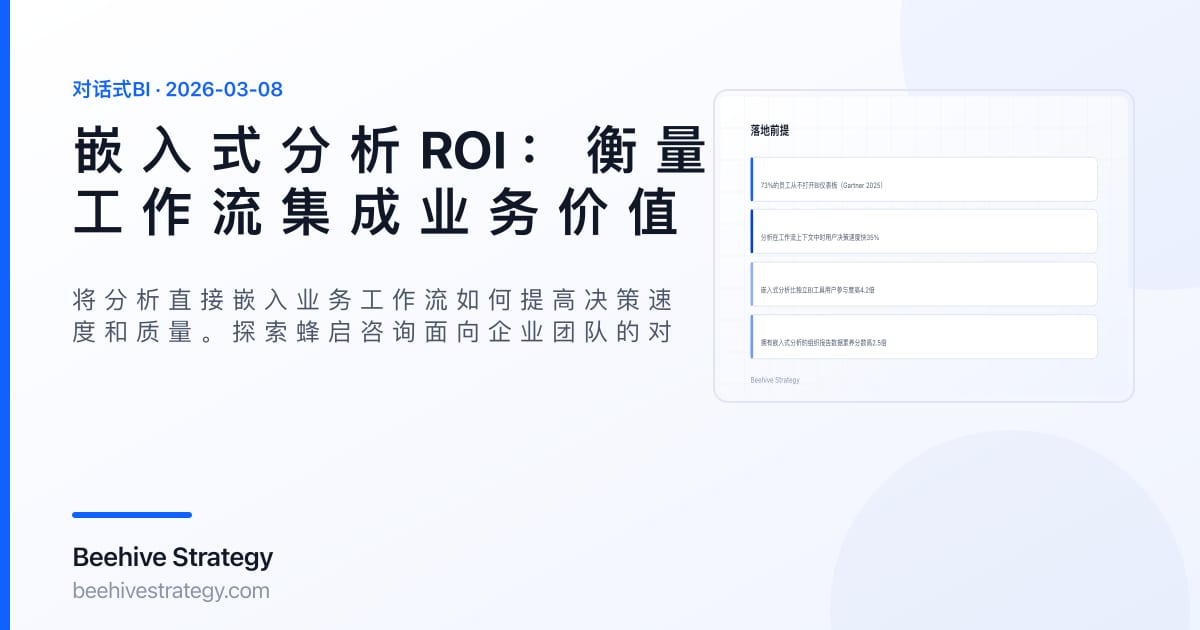 对话式BI · 2026-03-08
嵌入式分析ROI：衡量
工作流集成业务价值
将分析直接嵌入业务工作流如何提高决策速
度和质量。探索蜂启咨询面向企业团队的对
落地前提
73%的员工从不打开BI仪表板（Gartner 2025）
分析在工作流上下文中时用户决策速度快35%
嵌入式分析比独立BI工具用户参与度高4.2倍
拥有嵌入式分析的组织报告数据素养分数高2.5倍
Beehive Strategy
Beehive Strategy
beehivestrategy.com